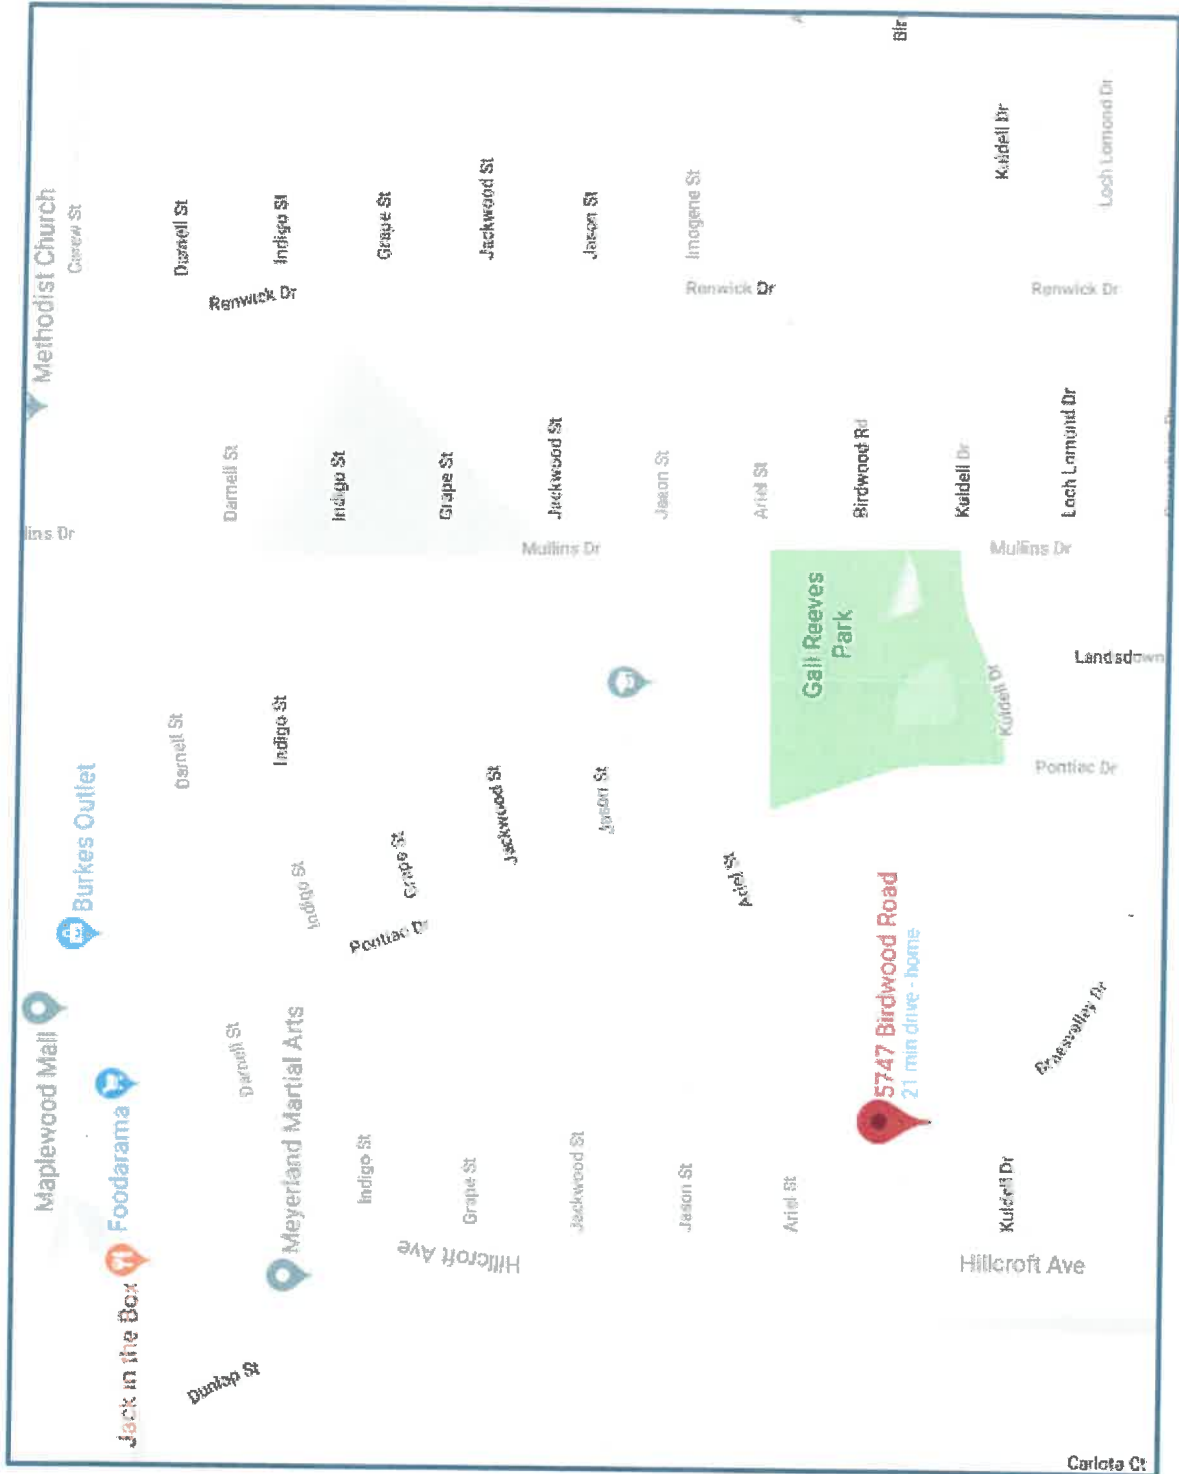 Methodist Church
Carew St
Darnell St
Indigo St
Grape St
Jackwood St
Jason St
Imogene St
Kuldell Dr
Loch Lomond Dr
Renwick Dr
Renwick Dr
Renwick Dr
lins Dr
Darnell St
Indigo St
Grape St
Jackwood St
Jason St
Ariel St
Birdwood Rd
Kuldell Dr
Loch Lomond Dr
Mullins Dr
Mullins Dr
Gail Reeves
Park
Landsdown
Kuldell Dr
Pontiac Dr
Burkes Outlet
Darnell St
Indigo St
Jackwood St
Jason St
Indigo St
Grape St
Ariel St
Pontiac Dr
Maplewood Mall
Foodarama
Darnell St
Meyerland Martial Arts
5747 Birdwood Road
21 min drive - home
Braesvalley Dr
Indigo St
Grape St
Jackwood St
Jason St
Ariel St
Kuldell Dr
Hillcroft Ave
Hillcroft Ave
Jack in the Box
Dunlap St
Carlota Ct